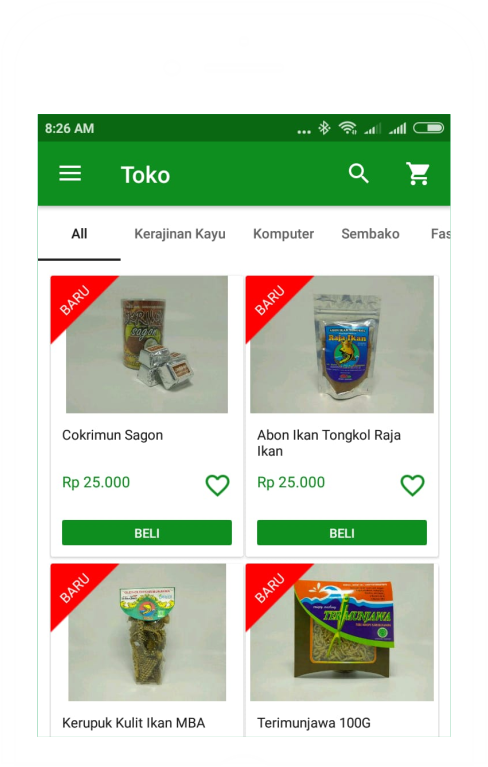 8:26 AM
Toko
All
Kerajinan Kayu
Komputer
Sembako
Fas
BARU
BARU
sagon
Raja Ikan
Cokrimun Sagon
Abon Ikan Tongkol Raja
Ikan
Rp 25.000
Rp 25.000
BELI
BELI
BARU
BARU
TERIMUNJAWA
Kerupuk Kulit Ikan MBA
Terimunjawa 100G